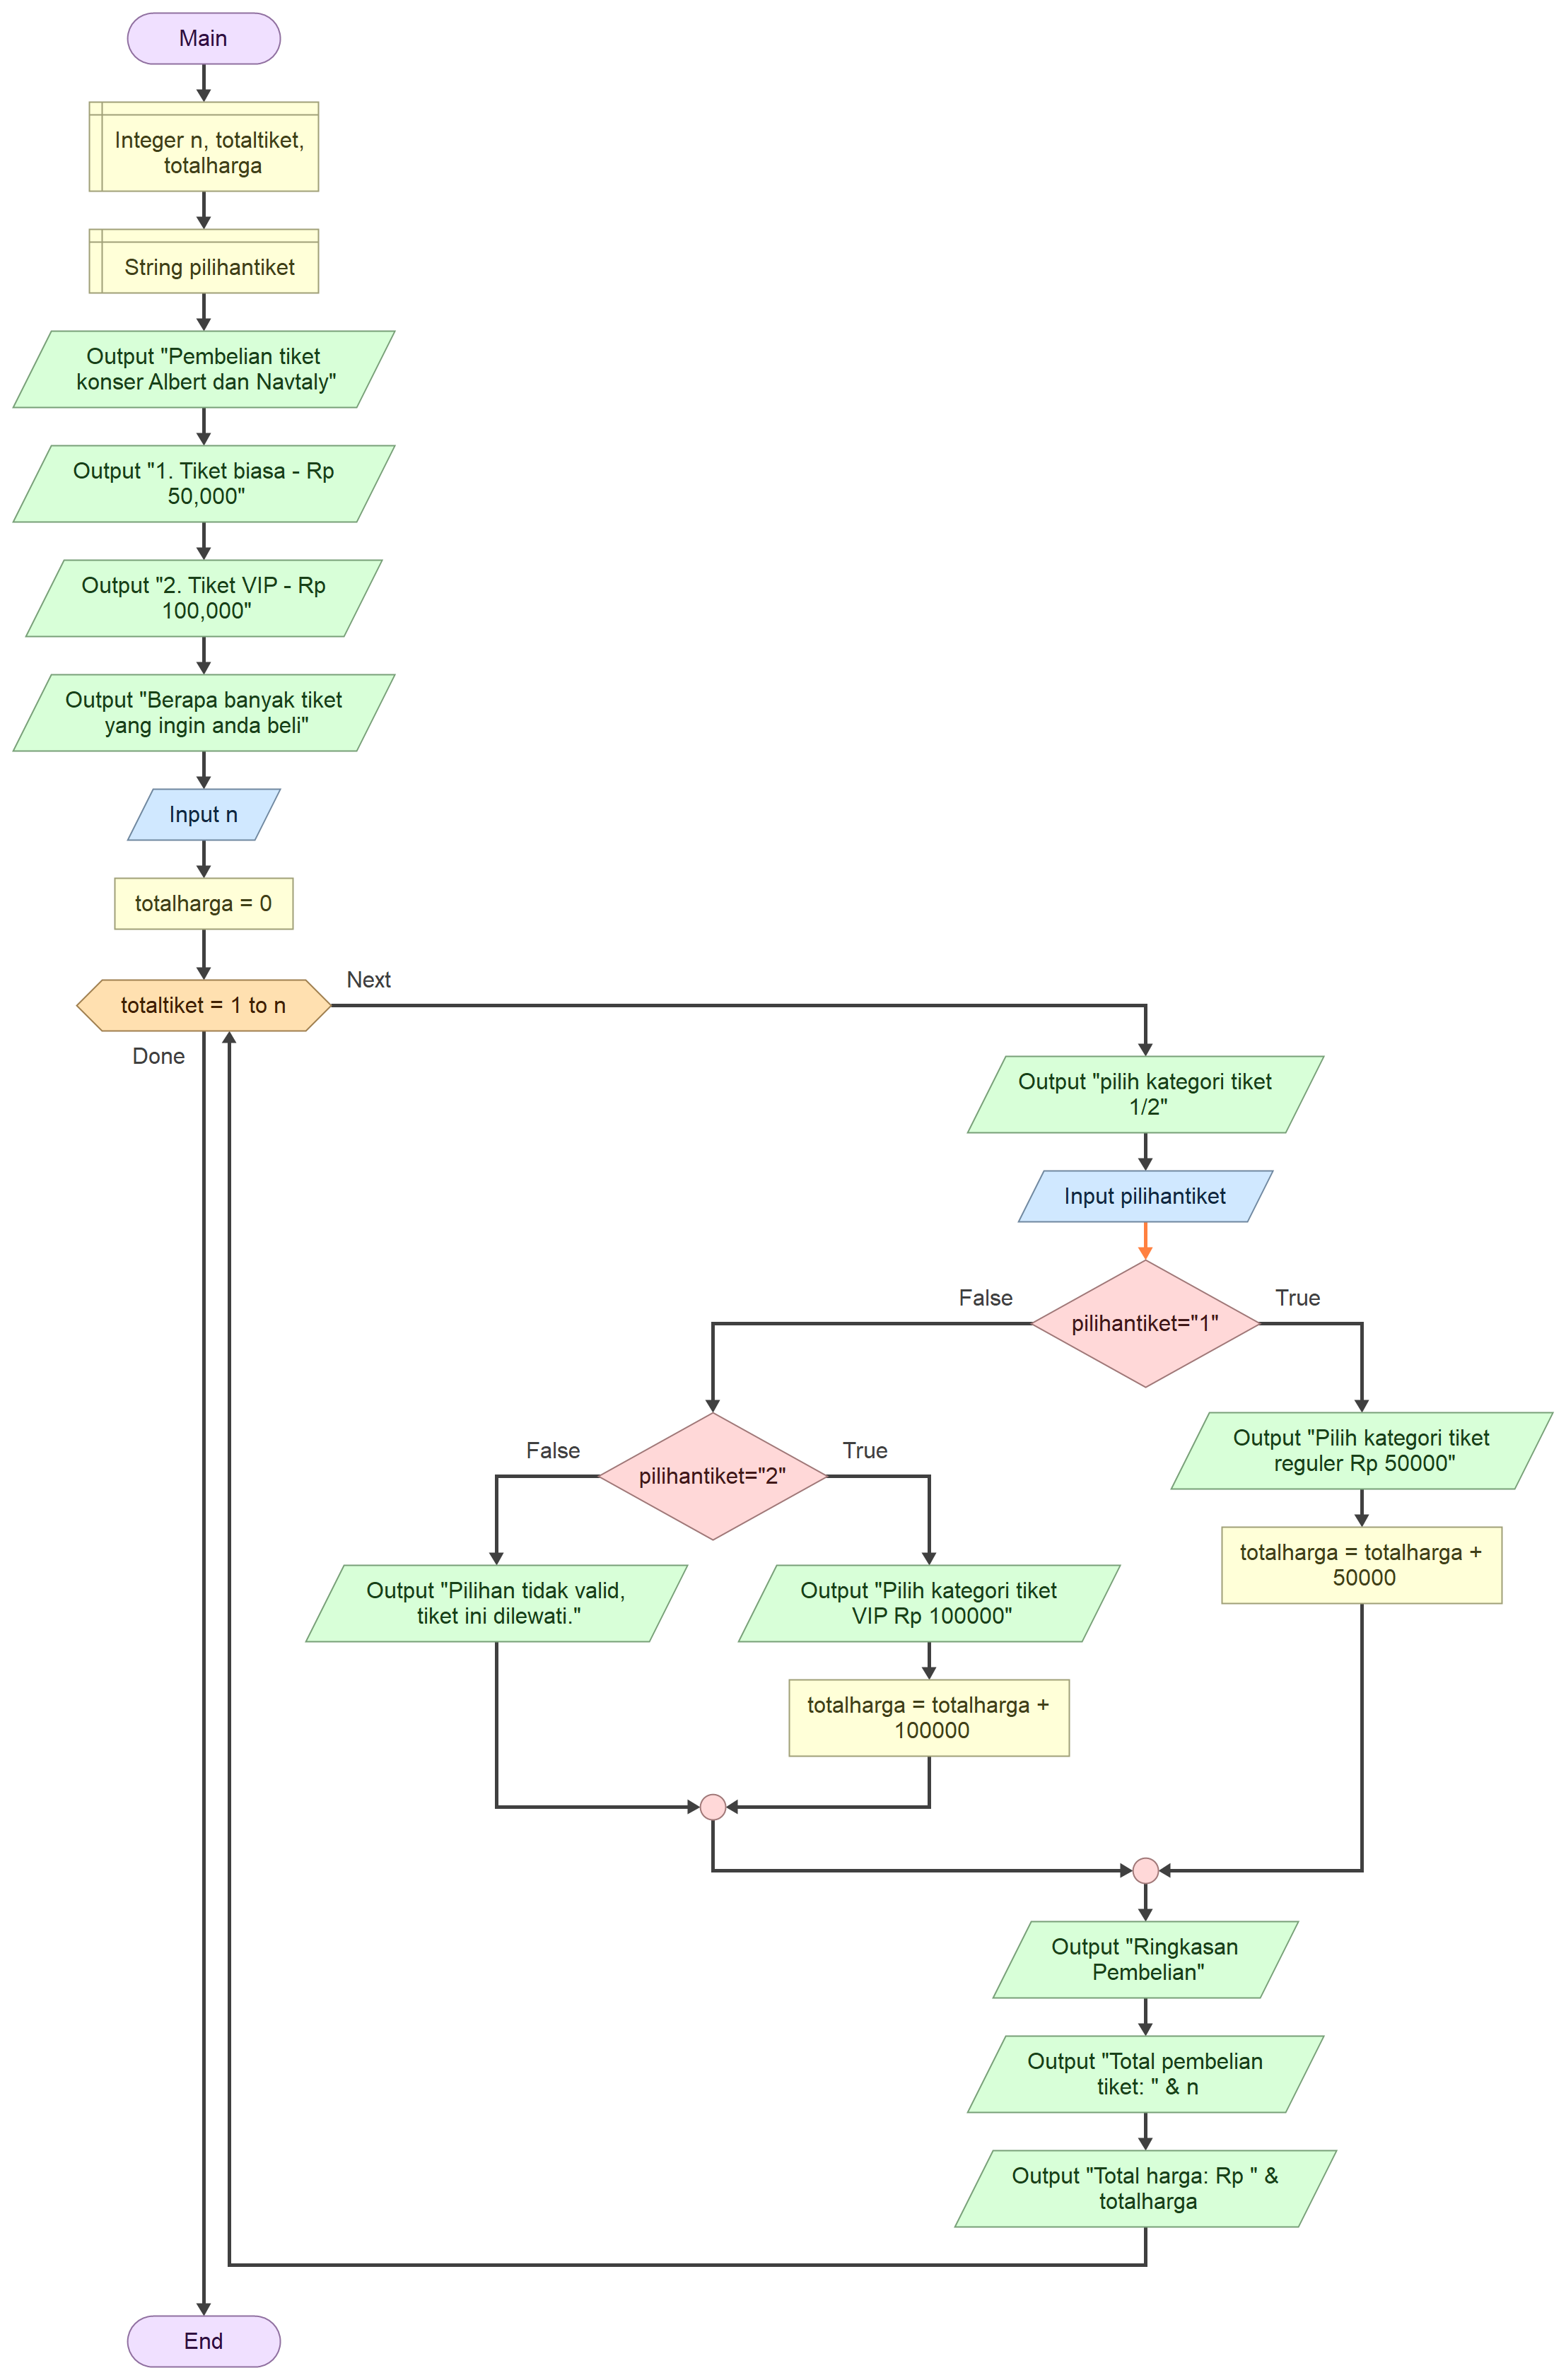 Main
Integer n, totaltiket,
totalharga
String pilihantiket
Output "Pembelian tiket
konser Albert dan Navtaly"
Output "1. Tiket biasa - Rp
50,000"
Output "2. Tiket VIP - Rp
100,000"
Output "Berapa banyak tiket
yang ingin anda beli"
Input n
totalharga = 0
totaltiket = 1 to n
Next
Done
Output "pilih kategori tiket
1/2"
Input pilihantiket
pilihantiket="1"
False
True
pilihantiket="2"
False
True
Output "Pilih kategori tiket
reguler Rp 50000"
totalharga = totalharga +
50000
Output "Pilihan tidak valid,
tiket ini dilewati."
Output "Pilih kategori tiket
VIP Rp 100000"
totalharga = totalharga +
100000
Output "Ringkasan
Pembelian"
Output "Total pembelian
tiket: " & n
Output "Total harga: Rp " &
totalharga
End